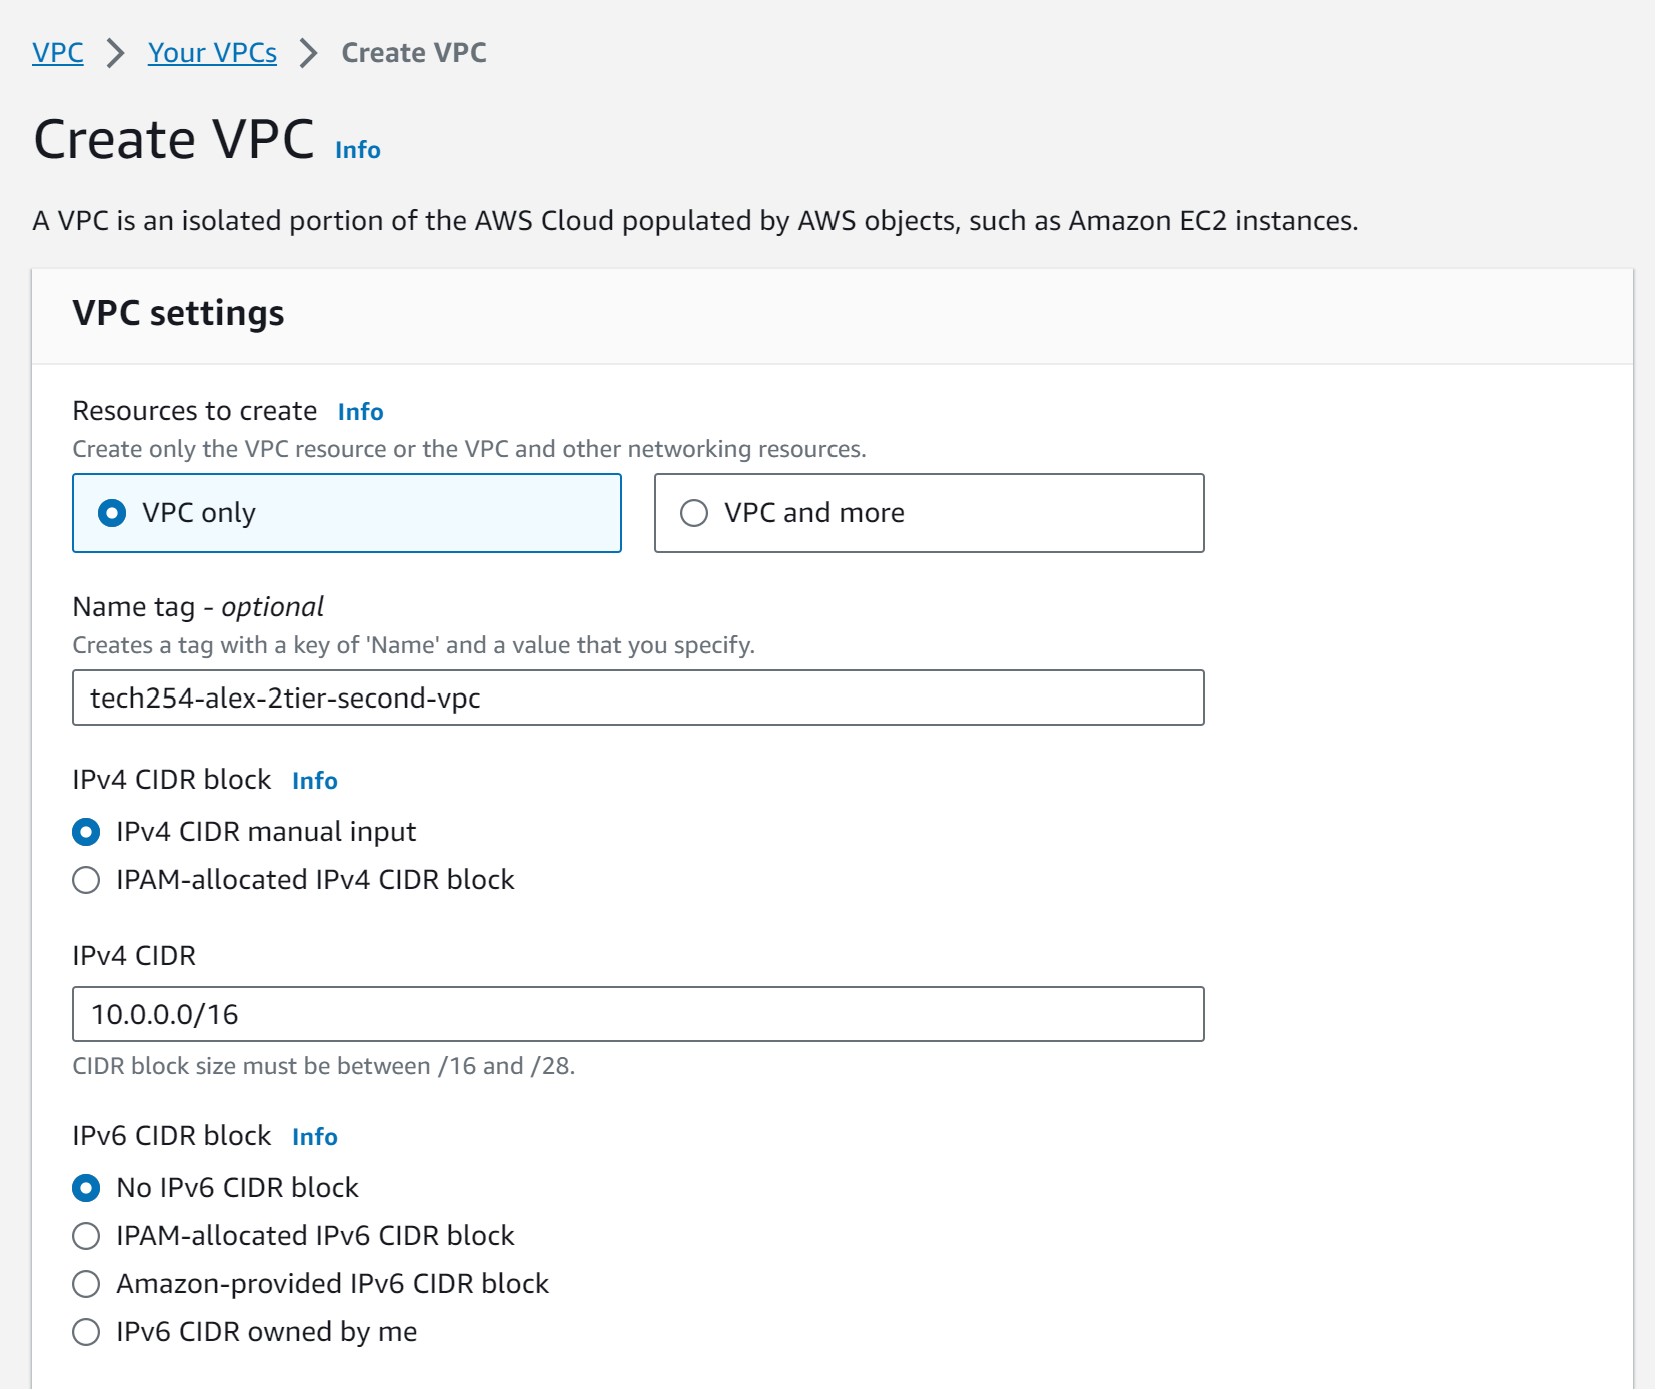 VPC > Your VPCs > Create VPC
Create VPC Info
A VPC is an isolated portion of the AWS Cloud populated by AWS objects, such as Amazon EC2 instances.
VPC settings
Resources to create Info
Create only the VPC resource or the VPC and other networking resources.
VPC only VPC and more
Name tag - optional
Creates a tag with a key of 'Name' and a value that you specify.
tech254-alex-2tier-second-vpc
IPv4 CIDR block Info
IPv4 CIDR manual input
IPAM-allocated IPv4 CIDR block
IPv4 CIDR
10.0.0.0/16
CIDR block size must be between /16 and /28.
IPv6 CIDR block Info
No IPv6 CIDR block
IPAM-allocated IPv6 CIDR block
Amazon-provided IPv6 CIDR block
IPv6 CIDR owned by me